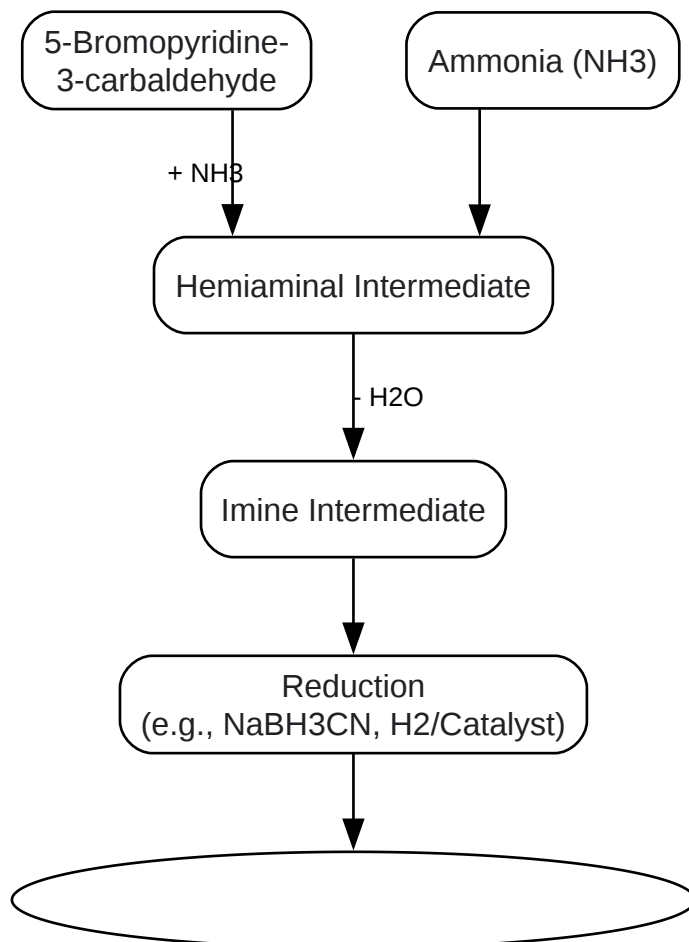 5-Bromopyridine-
3-carbaldehyde
Ammonia (NH3)
+ NH3
Hemiaminal Intermediate
- H2O
Imine Intermediate
Reduction
(e.g., NaBH3CN, H2/Catalyst)